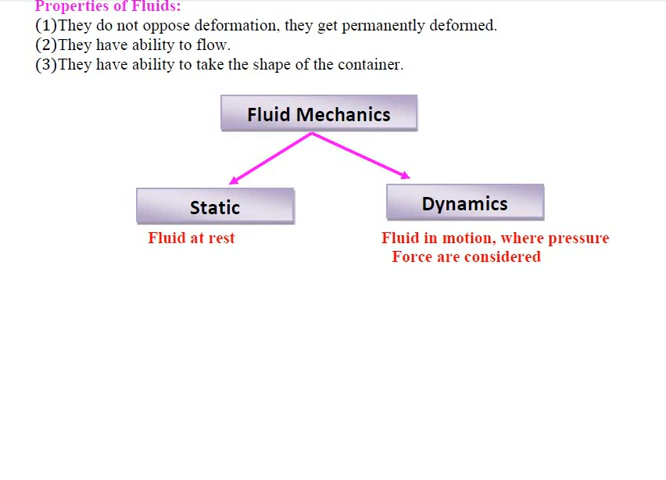 Properties of Fluids:
(1)They do not oppose deformation, they get permanently deformed.
(2)They have ability to flow.
(3)They have ability to take the shape of the container.
Fluid Mechanics
Static
Dynamics
Fluid at rest
Fluid in motion, where pressure
Force are considered